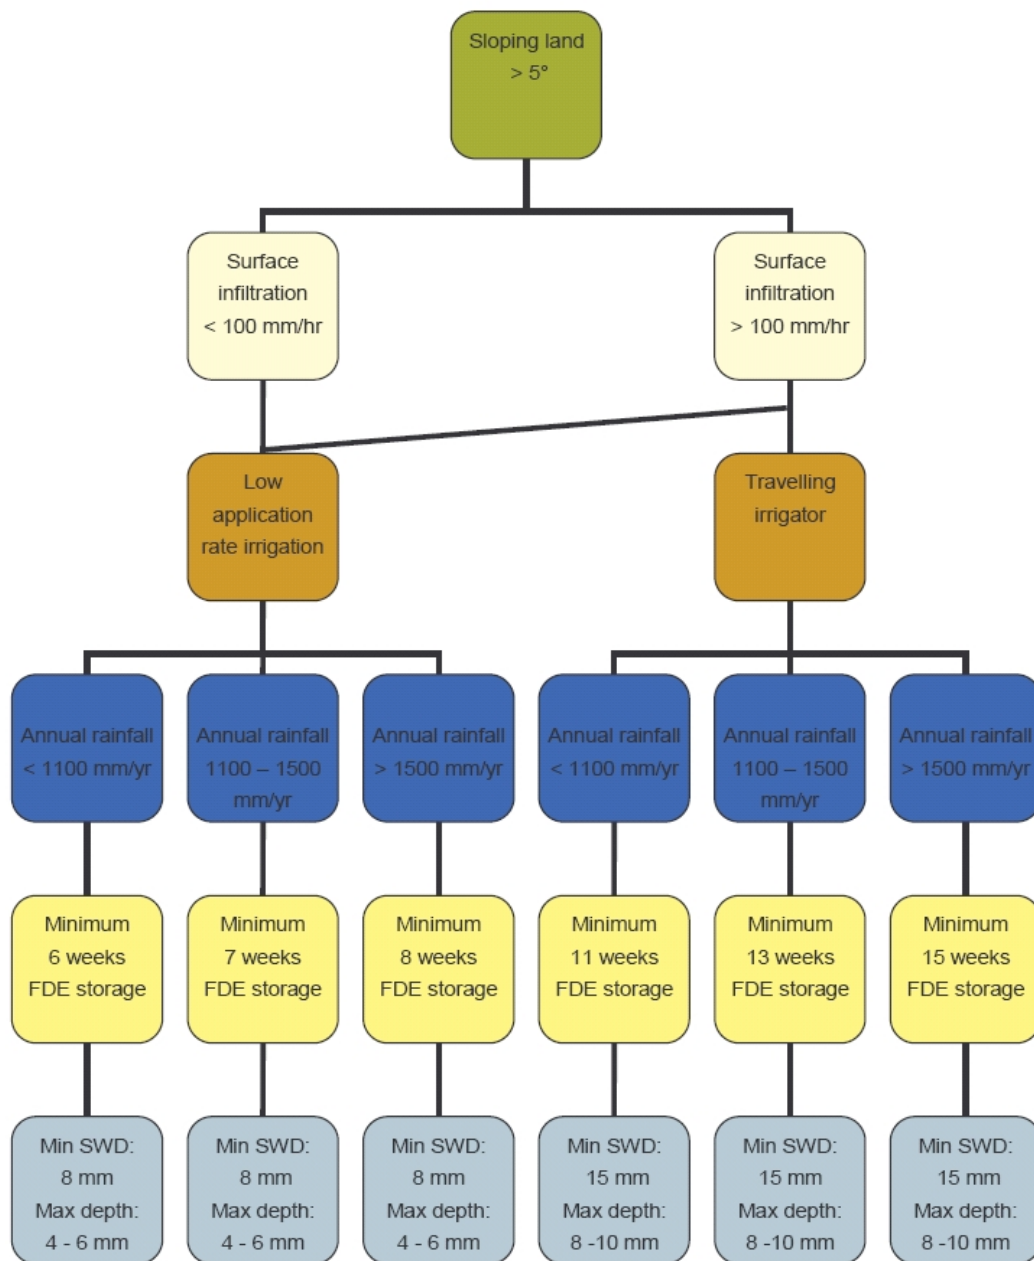 Sloping land
> 5°
Surface
infiltration
< 100 mm/hr
Surface
infiltration
> 100 mm/hr
Low
application
rate irrigation
Travelling
irrigator
Annual rainfall
< 1100 mm/yr
Annual rainfall
1100 – 1500
mm/yr
Annual rainfall
> 1500 mm/yr
Annual rainfall
< 1100 mm/yr
Annual rainfall
1100 – 1500
mm/yr
Annual rainfall
> 1500 mm/yr
Minimum
6 weeks
FDE storage
Minimum
7 weeks
FDE storage
Minimum
8 weeks
FDE storage
Minimum
11 weeks
FDE storage
Minimum
13 weeks
FDE storage
Minimum
15 weeks
FDE storage
Min SWD:
8 mm
Max depth:
4 - 6 mm
Min SWD:
8 mm
Max depth:
4 - 6 mm
Min SWD:
8 mm
Max depth:
4 - 6 mm
Min SWD:
15 mm
Max depth:
8 -10 mm
Min SWD:
15 mm
Max depth:
8 -10 mm
Min SWD:
15 mm
Max depth:
8 -10 mm